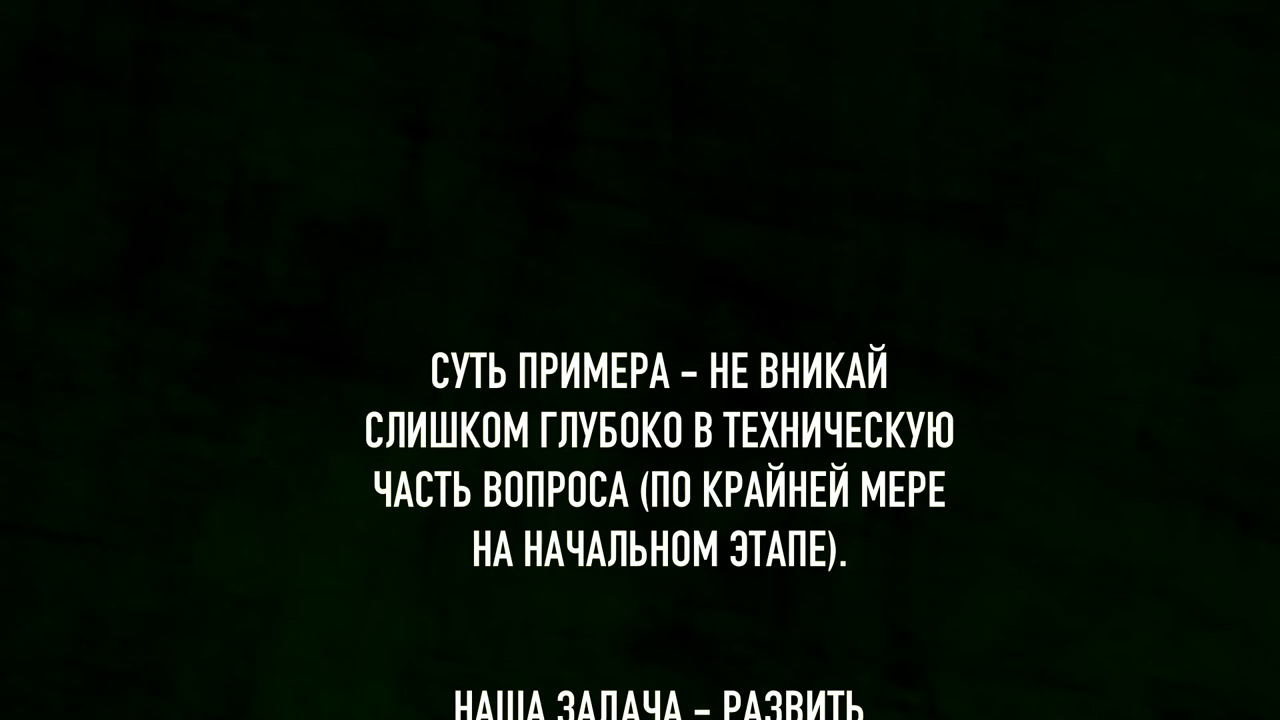 СУТЬ ПРИМЕРА – НЕ ВНИКАЙ
СЛИШКОМ ГЛУБОКО В ТЕХНИЧЕСКУЮ
ЧАСТЬ ВОПРОСА (ПО КРАЙНЕЙ МЕРЕ
НА НАЧАЛЬНОМ ЭТАПЕ).
НАША ЗАДАЧА – РАЗВИТЬ